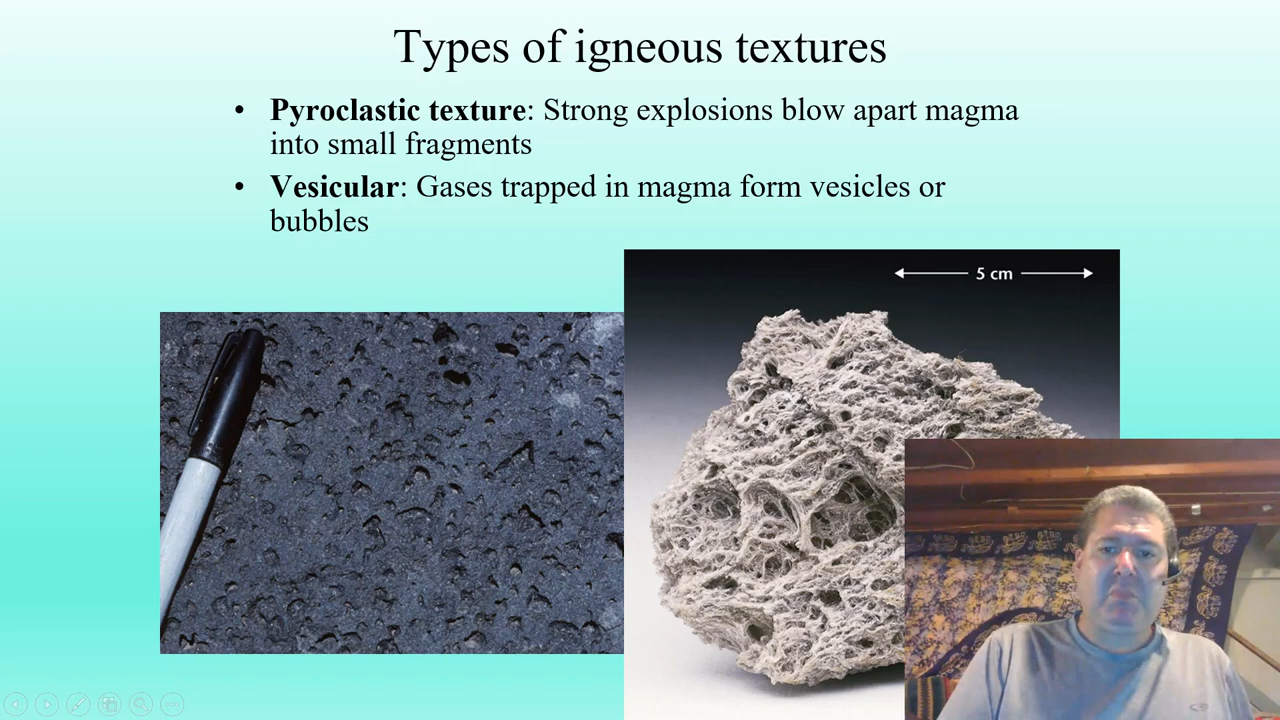 Types of igneous textures
• Pyroclastic texture: Strong explosions blow apart magma
into small fragments
• Vesicular: Gases trapped in magma form vesicles or
bubbles
5 cm